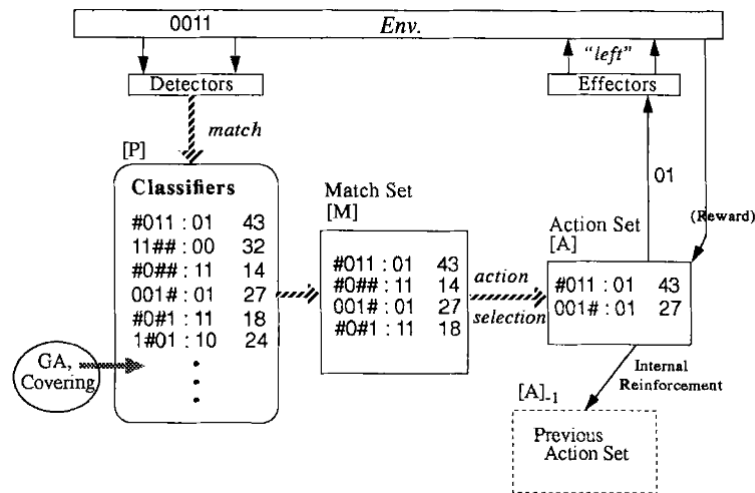 0011
Env.
"left"
Detectors
Effectors
match
[P]
Classifiers
#011 : 01 43
11## : 00 32
#0## : 11 14
001# : 01 27
#0#1 : 11 18
1#01 : 10 24
GA,
Covering
Match Set
[M]
#011 : 01 43
#0## : 11 14
001# : 01 27
#0#1 : 11 18
action
selection
01
(Reward)
Action Set
[A]
#011 : 01 43
001# : 01 27
Internal
Reinforcement
[A]-1
Previous
Action Set